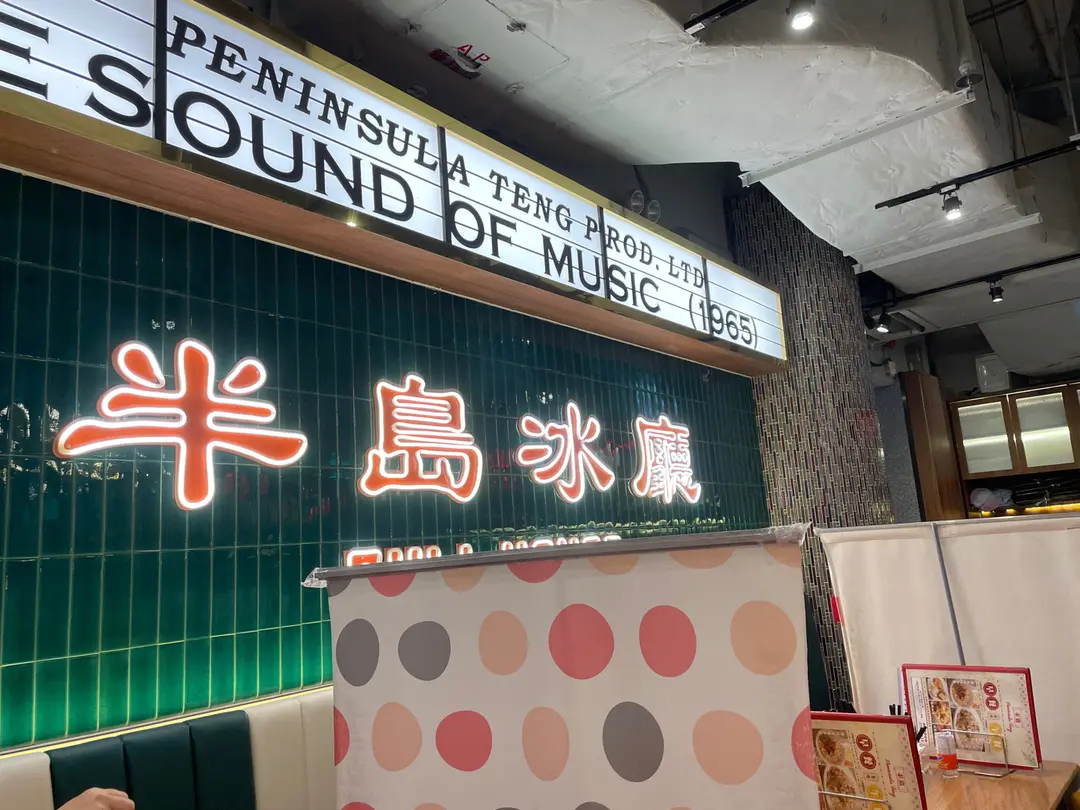 PENINSULA TENG PROD. LTD
E SOUND OF MUSIC (1965)
半島冰廳
A.P